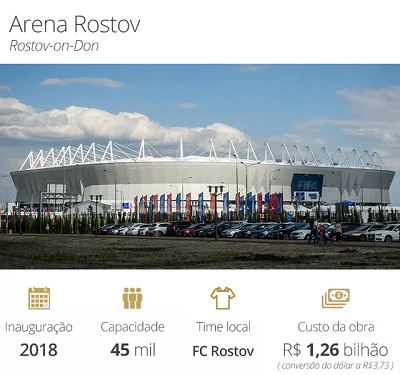 Arena Rostov
Rostov-on-Don
FIFA
Inauguração
2018
Capacidade
45 mil
Time local
FC Rostov
Custo da obra
R$ 1,26 bilhão
( conversão do dólar a R$3,73 )